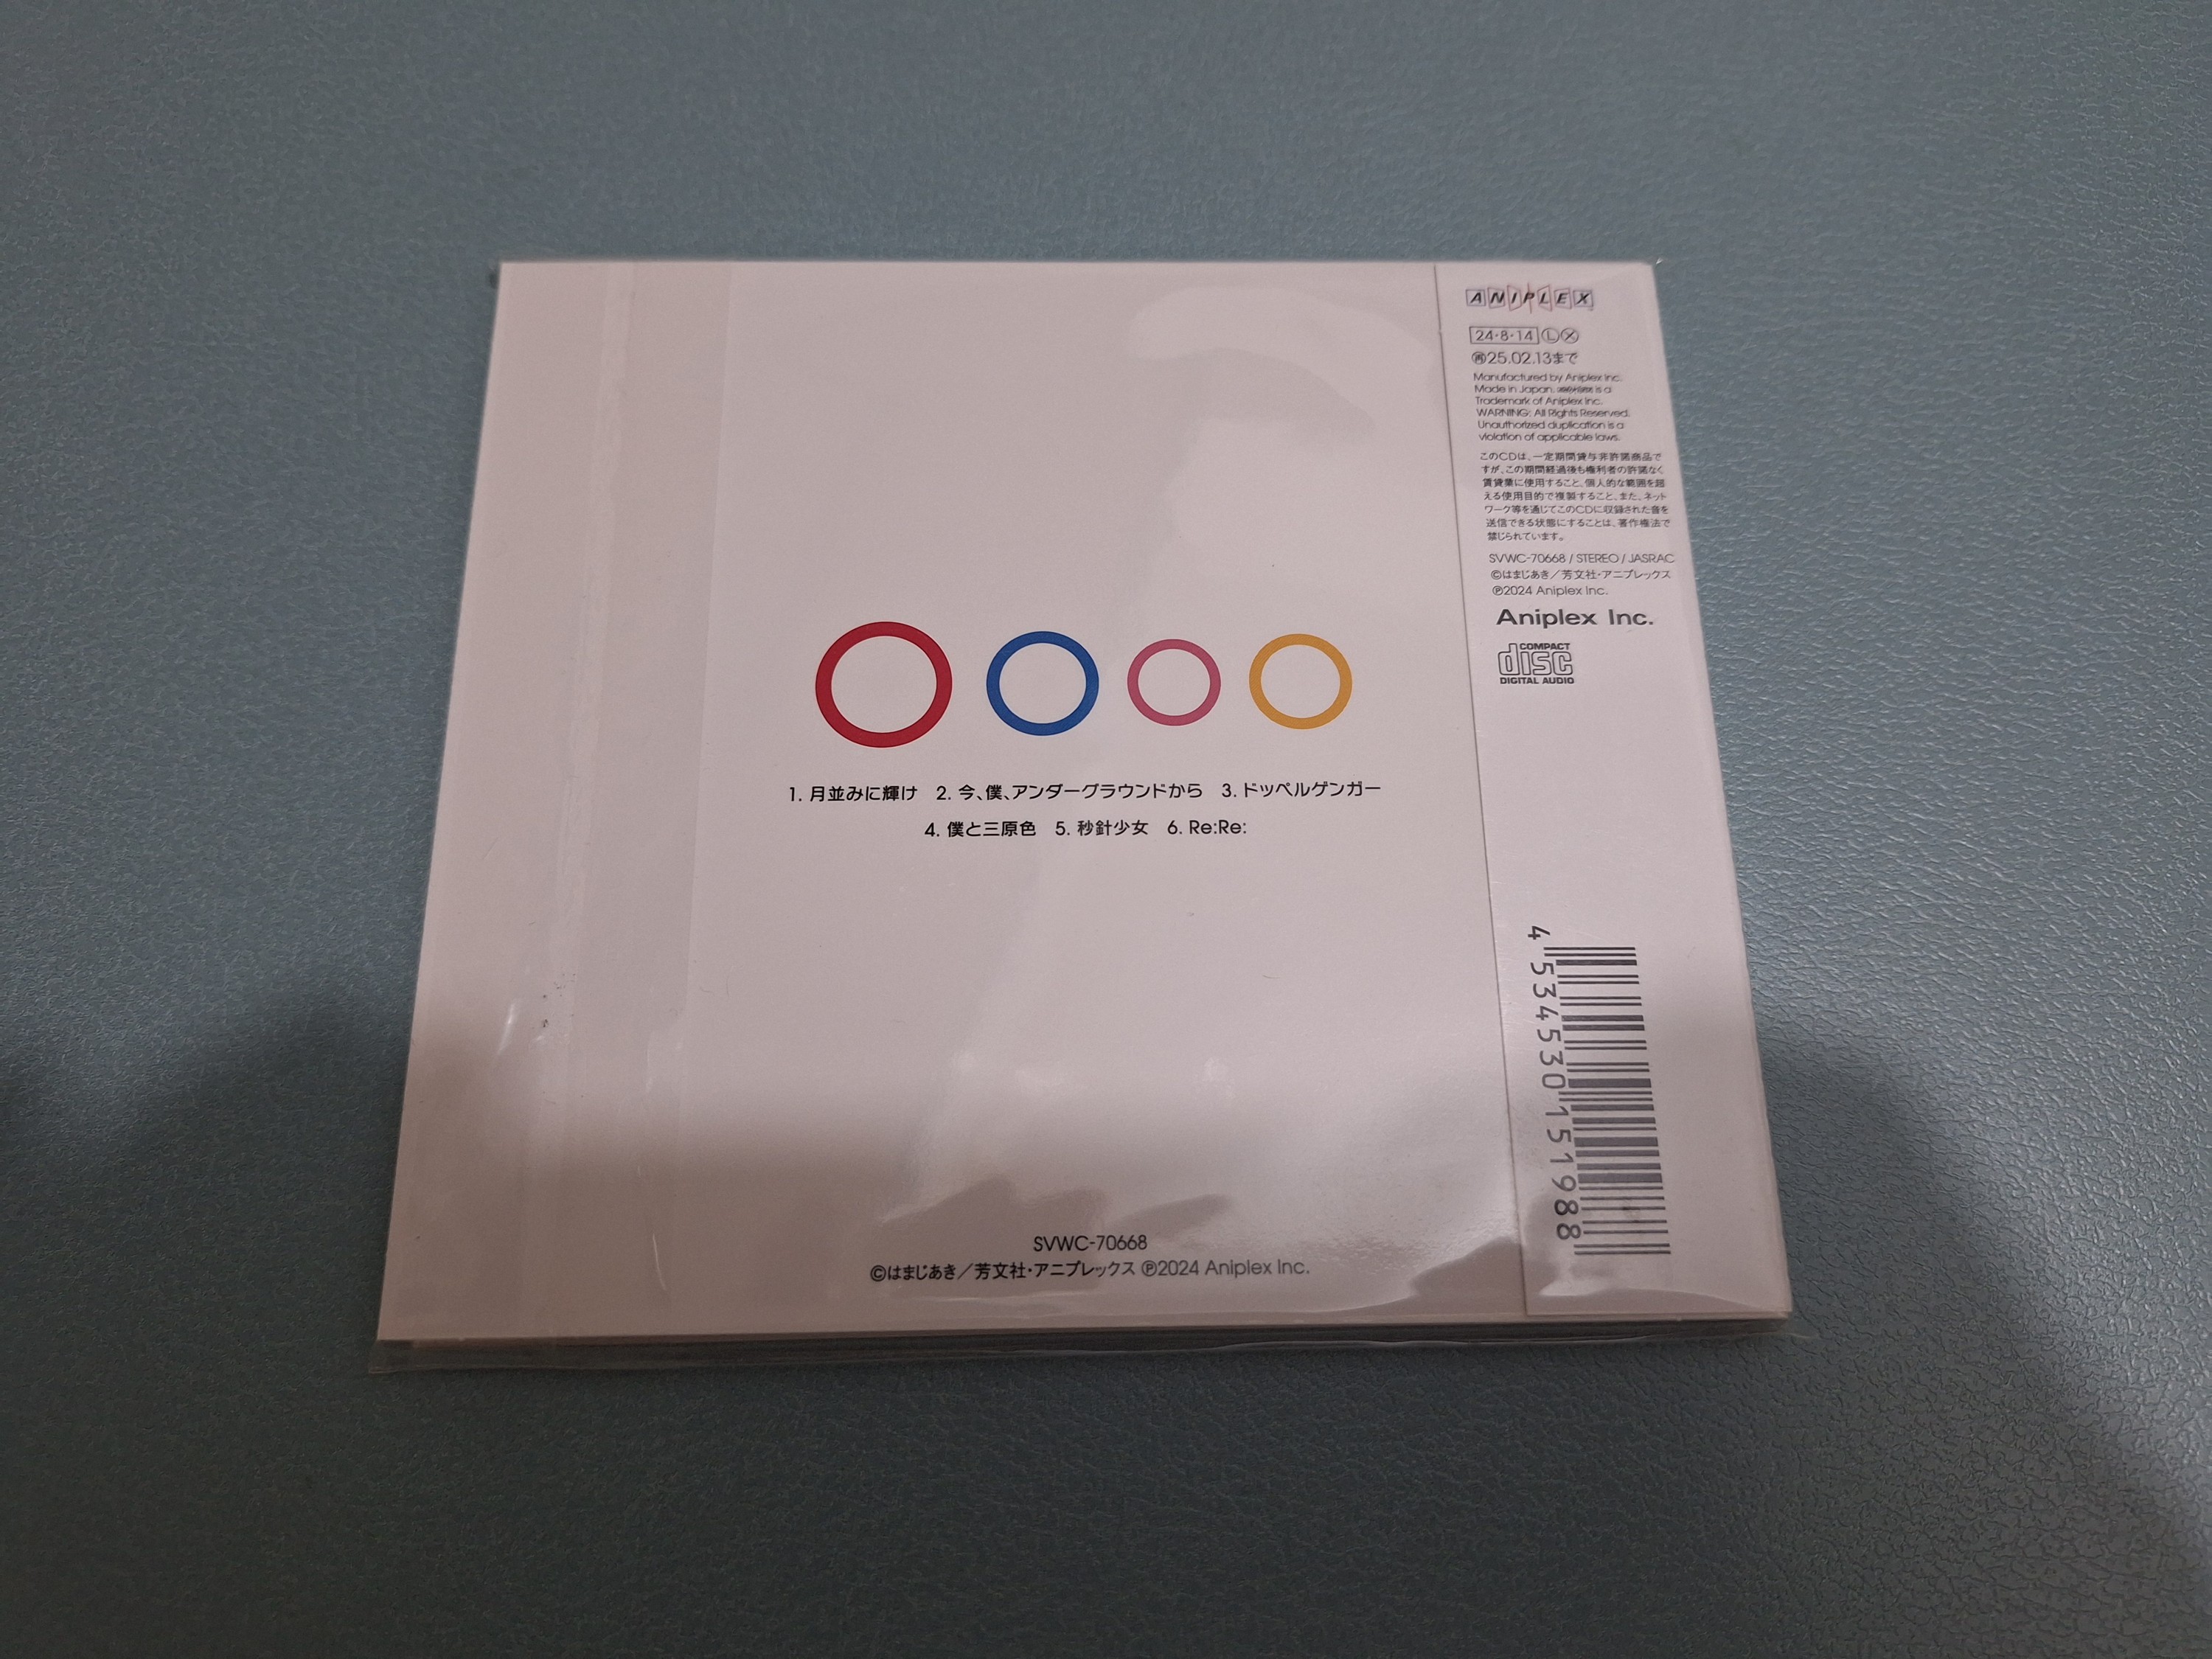 1. 月並みに輝け 2. 今、僕、アンダーグラウンドから 3. ドッペルゲンガー
4. 僕と三原色 5. 秒針少女 6. Re:Re:
SVWC-70668
©はまじあき／芳文社・アニプレックス ℗2024 Aniplex Inc.
ANIPLEX
24・8・14 Ⓛ Ⓧ
㊢25.02.13まで
Manufactured by Aniplex Inc.
Made in Japan. is a
Trademark of Aniplex Inc.
WARNING: All Rights Reserved.
Unauthorized duplication is a
violation of applicable laws.
このCDは、一定期間貸与非許諾商品で
すが、この期間経過後も権利者の許諾なく
賃貸業に使用すること、個人的な範囲を超
える使用目的で複製すること、また、ネット
ワーク等を通じてこのCDに収録された音を
送信できる状態にすることは、著作権法で
禁じられています。
SVWC-70668 / STEREO / JASRAC
©はまじあき／芳文社・アニプレックス
℗2024 Aniplex Inc.
Aniplex Inc.
COMPACT
disc
DIGITAL AUDIO
4 534530 151988